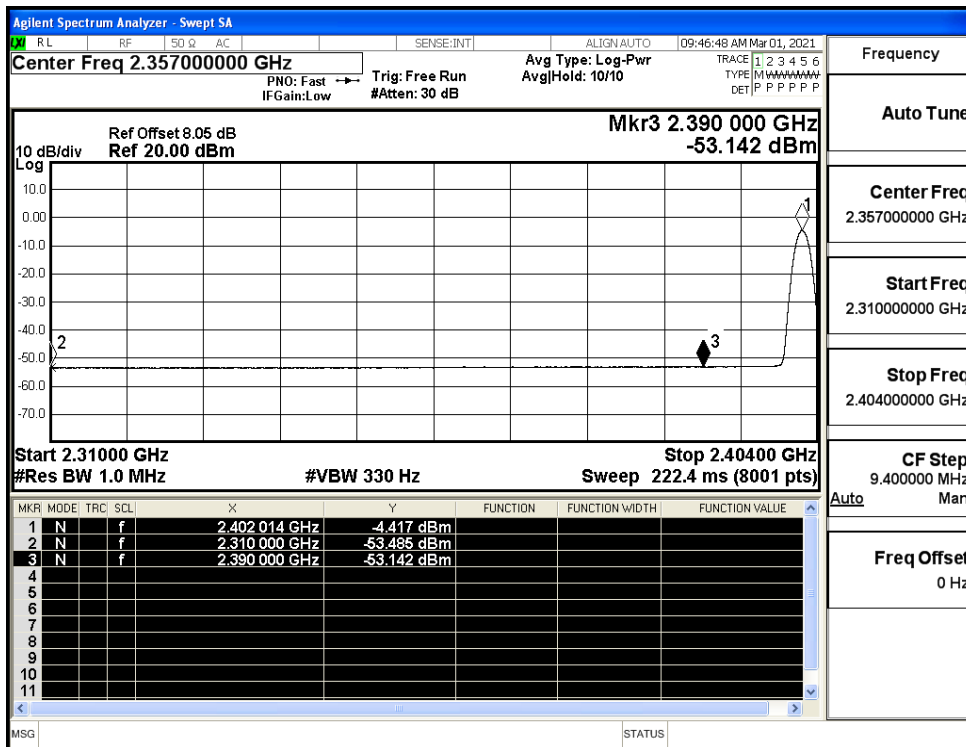 Agilent Spectrum Analyzer - Swept SA
LXI RL RF 50 Ω AC SENSE:INT ALIGN AUTO 09:46:48 AM Mar 01, 2021
Center Freq 2.357000000 GHz
PNO: Fast
IFGain:Low
Trig: Free Run
#Atten: 30 dB
Avg Type: Log-Pwr
Avg|Hold: 10/10
TRACE 1 2 3 4 5 6
TYPE M WWWWW
DET P P P P P P
Ref Offset 8.05 dB
10 dB/div Ref 20.00 dBm
Log
Mkr3 2.390 000 GHz
-53.142 dBm
10.0
0.00
-10.0
-20.0
-30.0
-40.0
-50.0
-60.0
-70.0
1
2
3
Start 2.31000 GHz Stop 2.40400 GHz
#Res BW 1.0 MHz #VBW 330 Hz Sweep 222.4 ms (8001 pts)
MKR MODE TRC SCL X Y FUNCTION FUNCTION WIDTH FUNCTION VALUE
1 N f 2.402 014 GHz -4.417 dBm
2 N f 2.310 000 GHz -53.485 dBm
3 N f 2.390 000 GHz -53.142 dBm
4
5
6
7
8
9
10
11
MSG STATUS
Frequency
Auto Tune
Center Freq
2.357000000 GHz
Start Freq
2.310000000 GHz
Stop Freq
2.404000000 GHz
CF Step
9.400000 MHz
Auto Man
Freq Offset
0 Hz